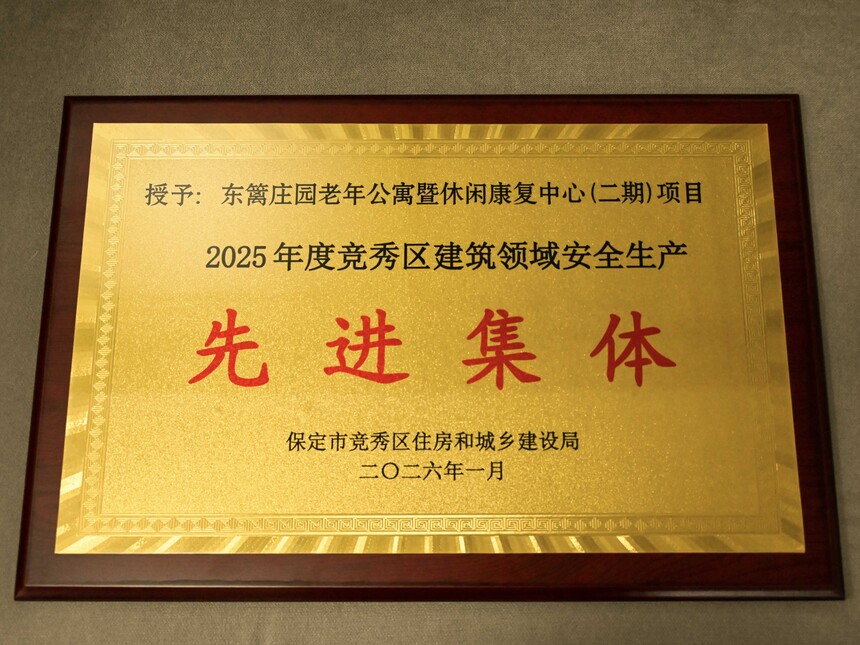 授予：东篱庄园老年公寓暨休闲康复中心（二期）项目
2025年度竞秀区建筑领域安全生产
先进集体
保定市竞秀区住房和城乡建设局
二〇二六年一月